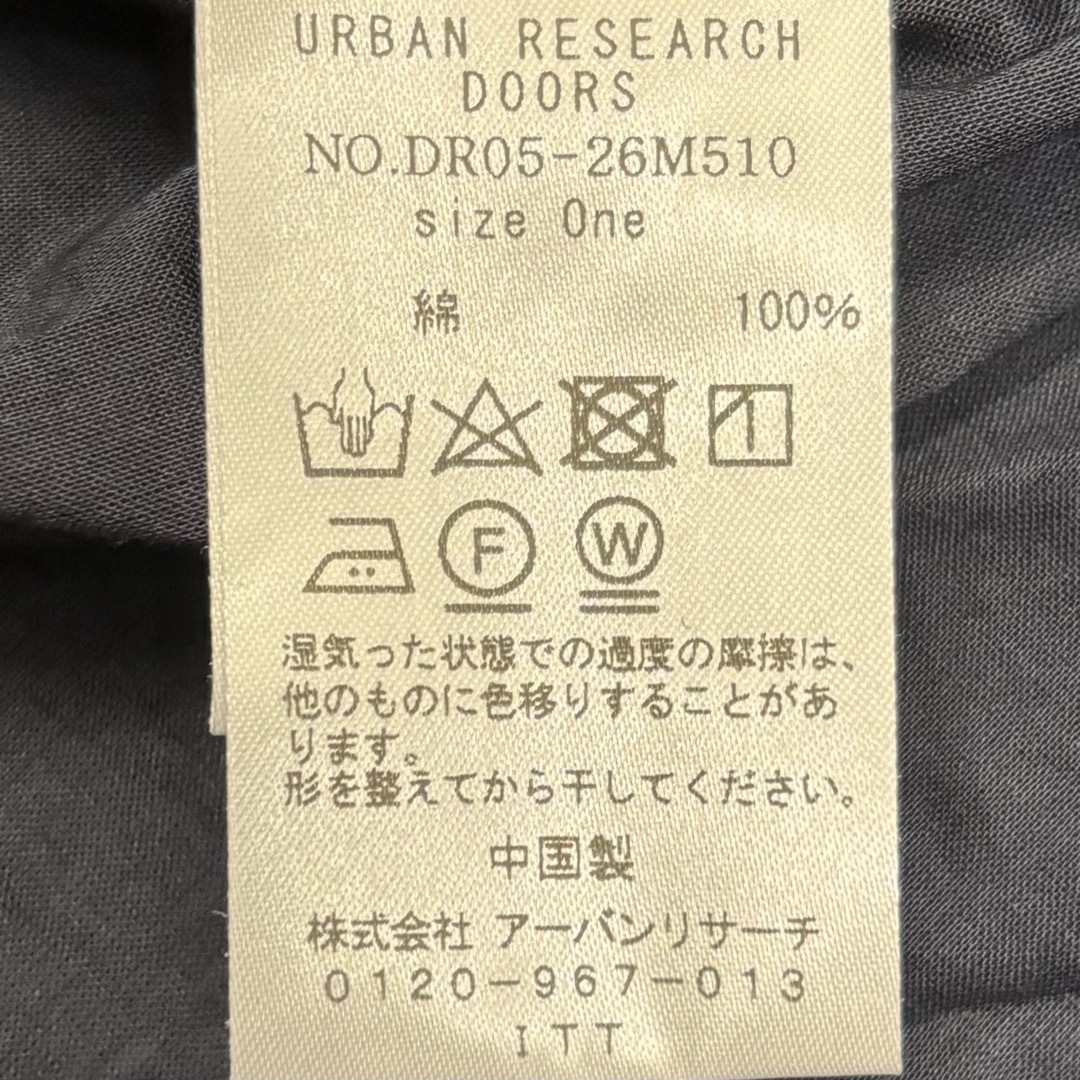 URBAN RESEARCH
DOORS
NO.DR05-26M510
size One
綿 100%
F W
湿気った状態での過度の摩擦は、
他のものに色移りすることがあ
ります。
形を整えてから干してください。
中国製
株式会社 アーバンリサーチ
0120-967-013
ITT